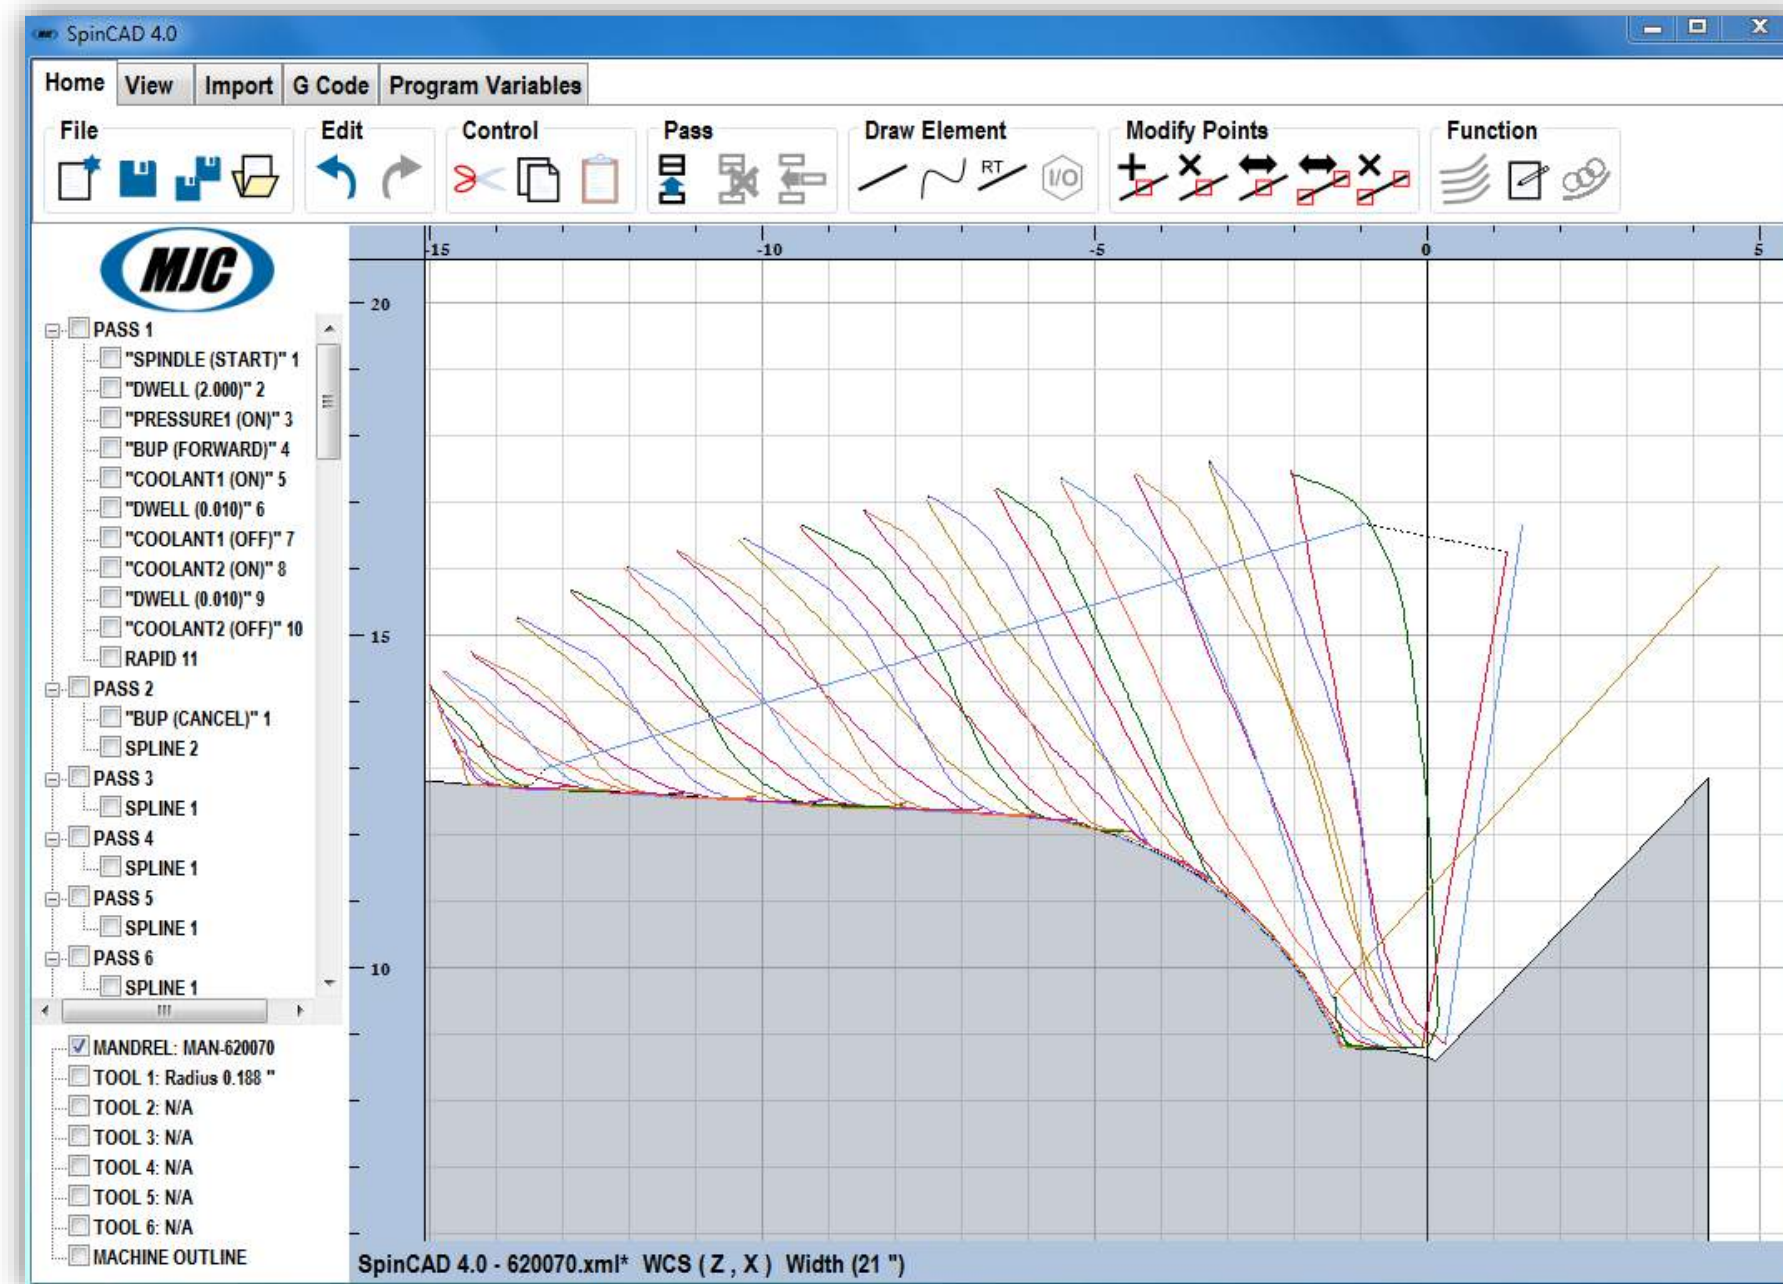 SpinCAD 4.0
Home View Import G Code Program Variables
File Edit Control Pass Draw Element Modify Points Function
RT I/O
MJC
-15 -10 -5 0 5
20
15
10
PASS 1
"SPINDLE (START)" 1
"DWELL (2.000)" 2
"PRESSURE1 (ON)" 3
"BUP (FORWARD)" 4
"COOLANT1 (ON)" 5
"DWELL (0.010)" 6
"COOLANT1 (OFF)" 7
"COOLANT2 (ON)" 8
"DWELL (0.010)" 9
"COOLANT2 (OFF)" 10
RAPID 11
PASS 2
"BUP (CANCEL)" 1
SPLINE 2
PASS 3
SPLINE 1
PASS 4
SPLINE 1
PASS 5
SPLINE 1
PASS 6
SPLINE 1
MANDREL: MAN-620070
TOOL 1: Radius 0.188 "
TOOL 2: N/A
TOOL 3: N/A
TOOL 4: N/A
TOOL 5: N/A
TOOL 6: N/A
MACHINE OUTLINE
SpinCAD 4.0 - 620070.xml* WCS ( Z , X ) Width (21 ")